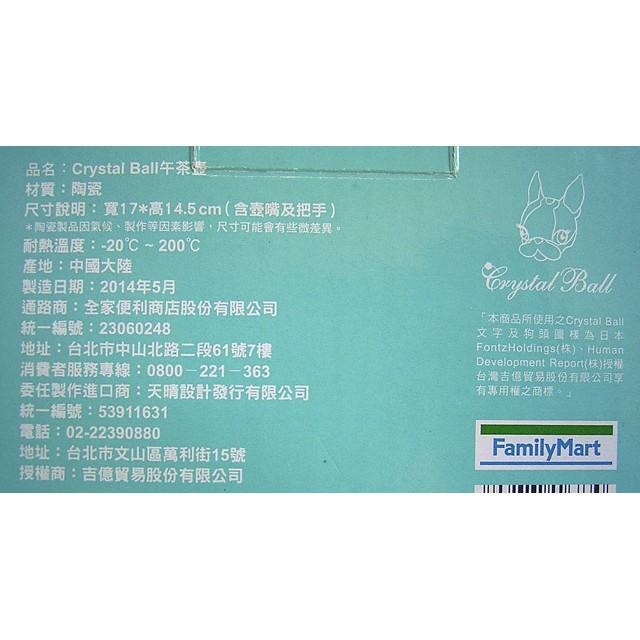 品名：Crystal Ball午茶壺
材質：陶瓷
尺寸說明：寬17*高14.5cm(含壺嘴及把手)
*陶瓷製品因氣候、製作等因素影響，尺寸可能會有些微差異。
耐熱溫度：-20℃～200℃
產地：中國大陸
製造日期：2014年5月
通路商：全家便利商店股份有限公司
統一編號：23060248
地址：台北市中山北路二段61號7樓
消費者服務專線：0800－221－363
委任製作進口商：天晴設計發行有限公司
統一編號：53911631
電話：02-22390880
地址：台北市文山區萬利街15號
授權商：吉億貿易股份有限公司
Crystal Ball
「本商品所使用之Crystal Ball
文字及狗頭圖樣為日本
FontzHoldings(株)、Human
Development Report(株)授權
台灣吉億貿易股份有限公司享
有專用權之商標。」
FamilyMart